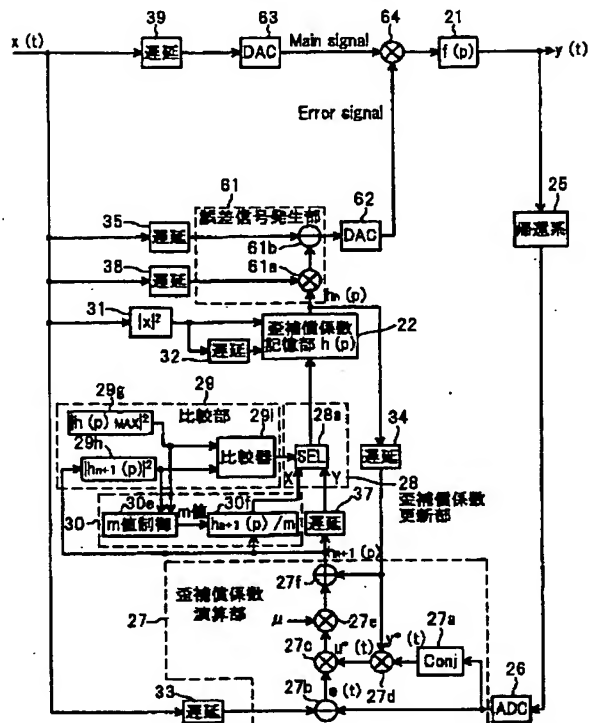 39
63
64
21
x (t)
遅延
DAC
Main signal
f (p)
y (t)
Error signal
61
25
誤差信号発生部
62
帰還系
35
遅延
61b
DAC
38
遅延
61a
hn (p)
31
|x|²
歪補償係数
記憶部 h (p)
22
32
遅延
29
29g
比較部
29i
28a
34
|h (p) MAX|²
29h
比較器
SEL
遅延
|hn+1 (p)|²
X
Y
28
30e
m値
30f
37
歪補償係数
更新部
30
m値制御
hn+1 (p) /m
遅延
hn+1 (p)
27f
歪補償係数
演算部
27
27e
27a
μ
u* (t)
y* (t)
27c
Conj
27d
26
33
e (t)
遅延
27b
ADC